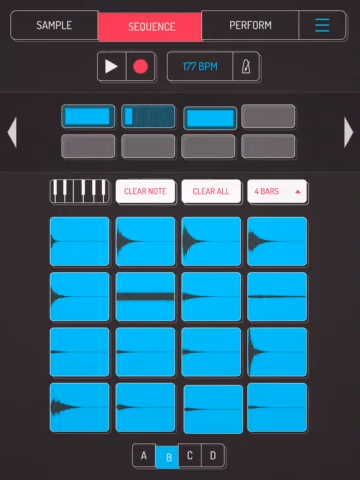 SAMPLE SEQUENCE PERFORM
177 BPM
CLEAR NOTE CLEAR ALL 4 BARS
A B C D